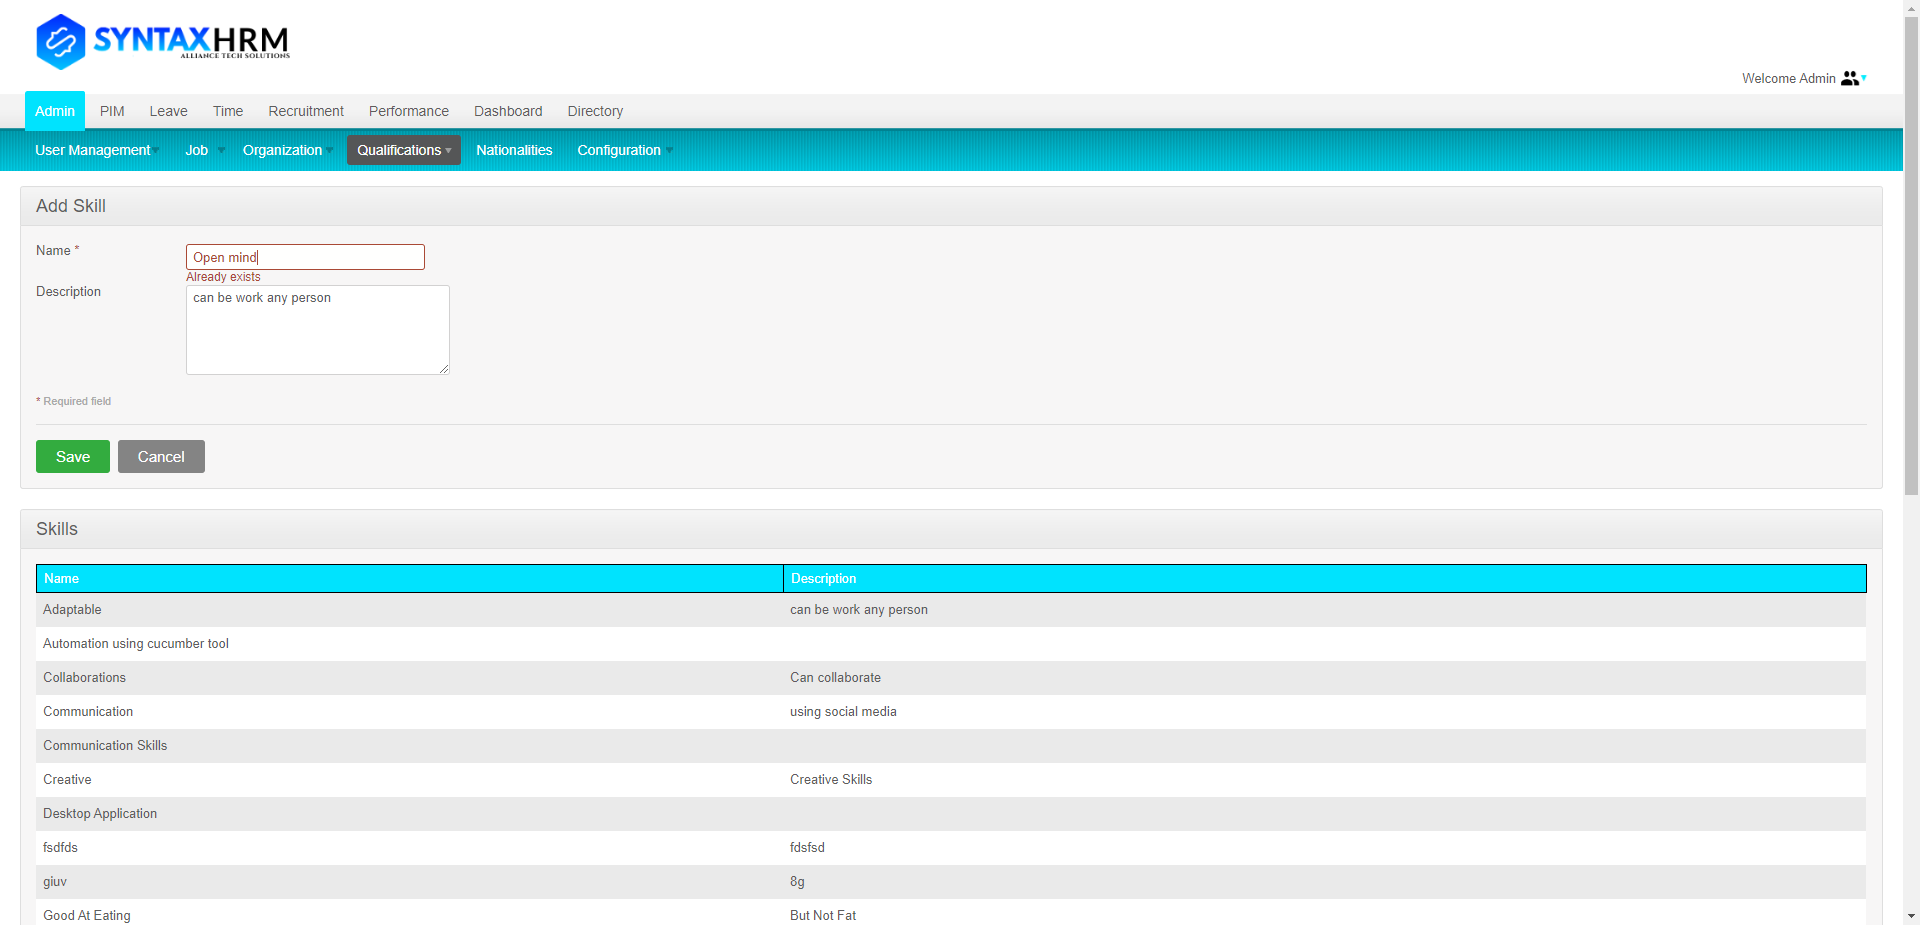 SYNTAXHRM
ALLIANCE TECH SOLUTIONS
Welcome Admin
Admin PIM Leave Time Recruitment Performance Dashboard Directory
User Management Job Organization Qualifications Nationalities Configuration
Add Skill
Name *
Open mind
Already exists
Description
can be work any person
* Required field
Save Cancel
Skills
Name Description
Adaptable can be work any person
Automation using cucumber tool
Collaborations Can collaborate
Communication using social media
Communication Skills
Creative Creative Skills
Desktop Application
fsdfds fdsfsd
giuv 8g
Good At Eating But Not Fat